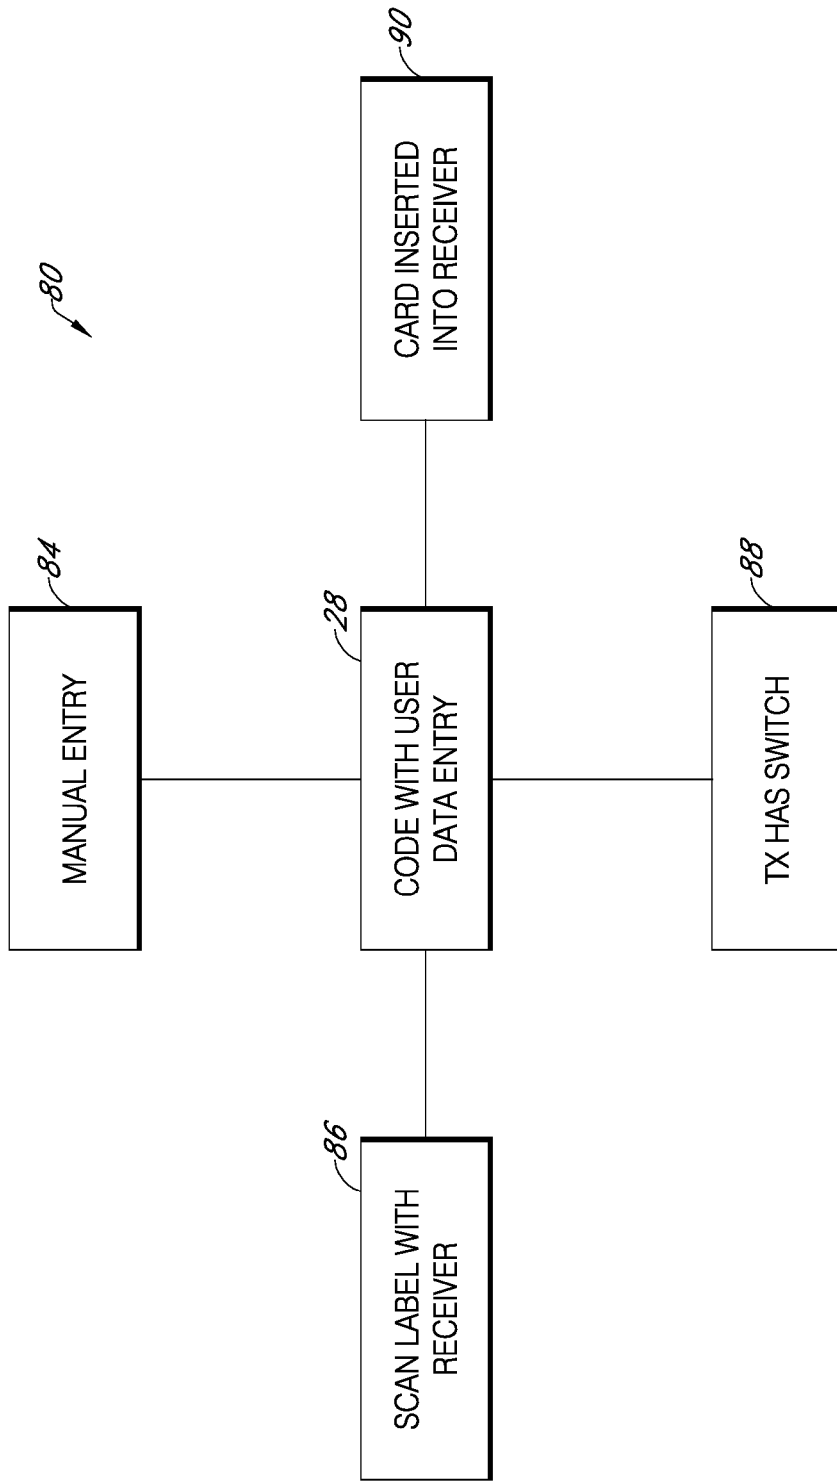 80
84
MANUAL ENTRY
86
SCAN LABEL WITH
RECEIVER
28
CODE WITH USER
DATA ENTRY
90
CARD INSERTED
INTO RECEIVER
88
TX HAS SWITCH